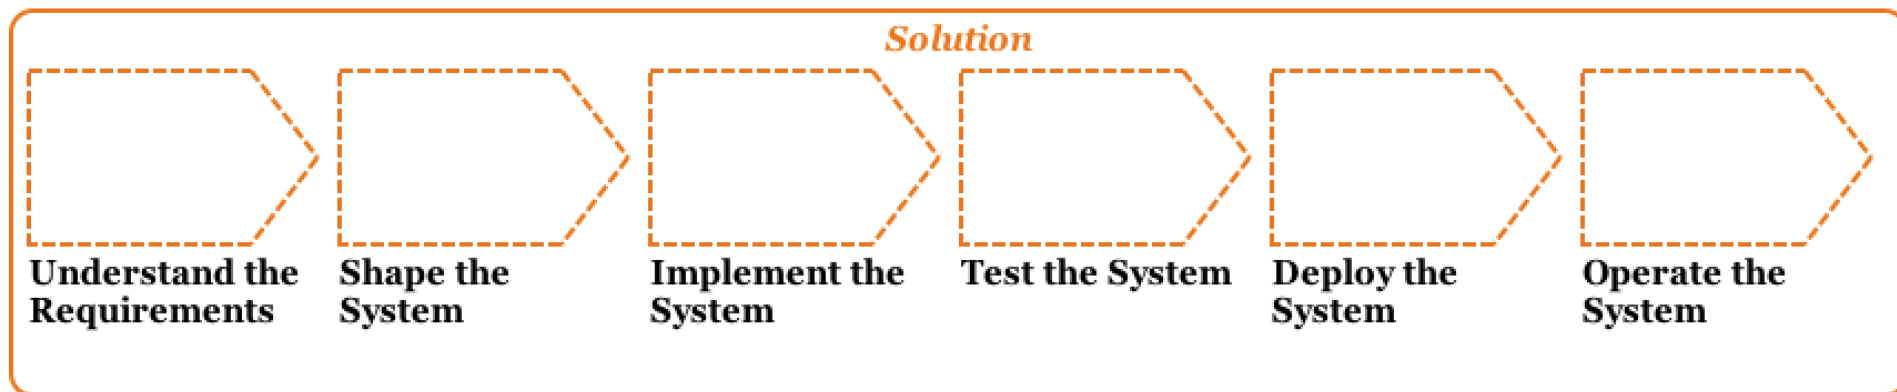 Solution
Understand the
Requirements
Shape the
System
Implement the
System
Test the System
Deploy the
System
Operate the
System